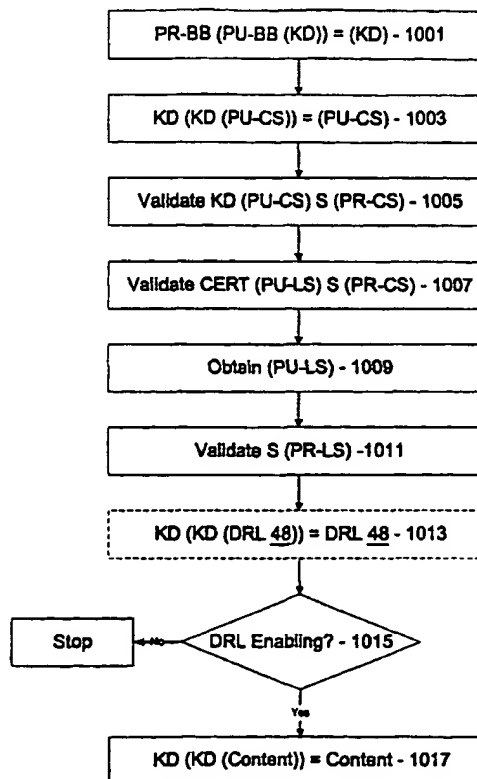 PR-BB (PU-BB (KD)) = (KD) - 1001
KD (KD (PU-CS)) = (PU-CS) - 1003
Validate KD (PU-CS) S (PR-CS) - 1005
Validate CERT (PU-LS) S (PR-CS) - 1007
Obtain (PU-LS) - 1009
Validate S (PR-LS) -1011
KD (KD (DRL 48)) = DRL 48 - 1013
DRL Enabling? - 1015
No
Stop
Yes
KD (KD (Content)) = Content - 1017